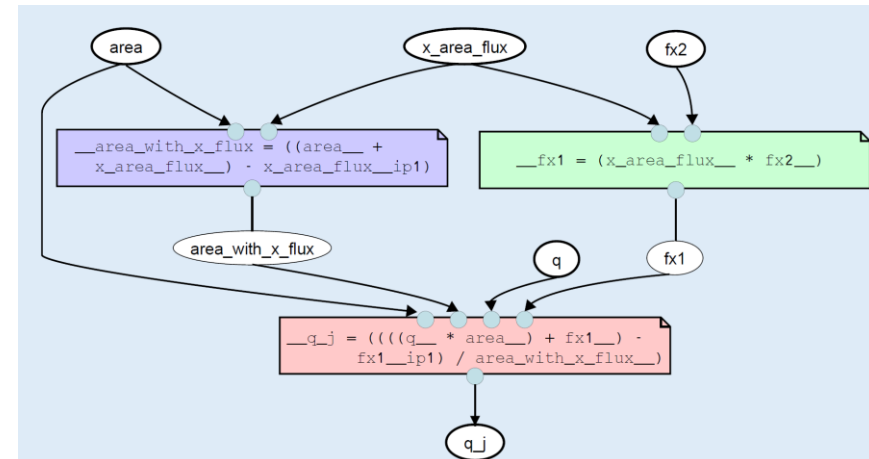 area
x_area_flux
fx2
__area_with_x_flux = ((area__ +
x_area_flux__) - x_area_flux__ip1)
__fx1 = (x_area_flux__ * fx2__)
area_with_x_flux
q
fx1
__q_j = ((((q__ * area__) + fx1__) -
fx1__ip1) / area_with_x_flux__)
q_j